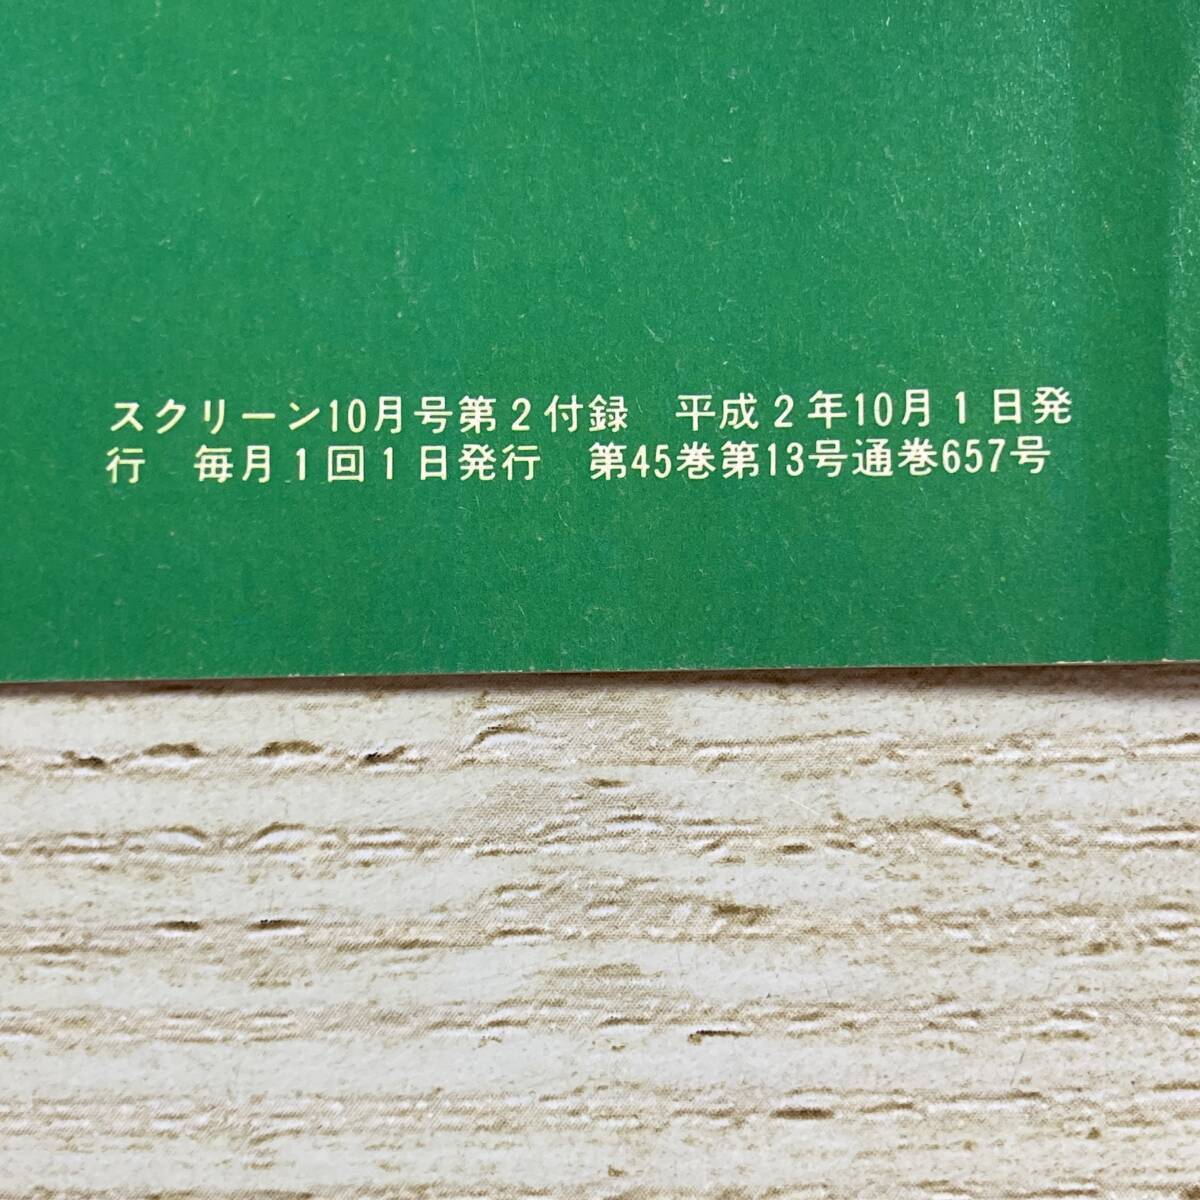 スクリーン10月号第2付録　平成2年10月1日発
行　毎月1回1日発行　第45巻第13号通巻657号